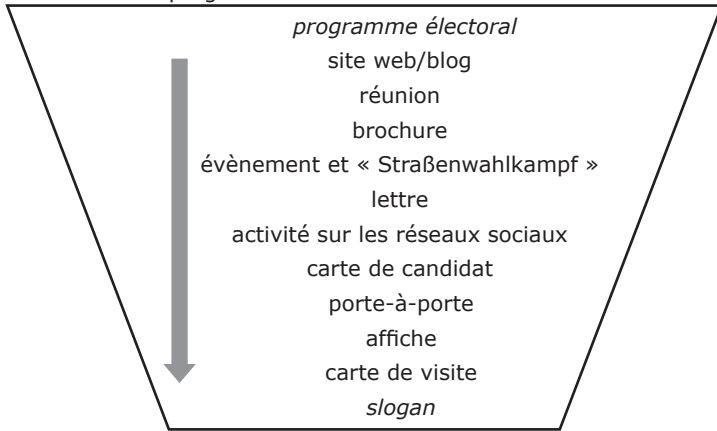 programme électoral
site web/blog
réunion
brochure
évènement et « Straßenwahlkampf »
lettre
activité sur les réseaux sociaux
carte de candidat
porte-à-porte
affiche
carte de visite
slogan